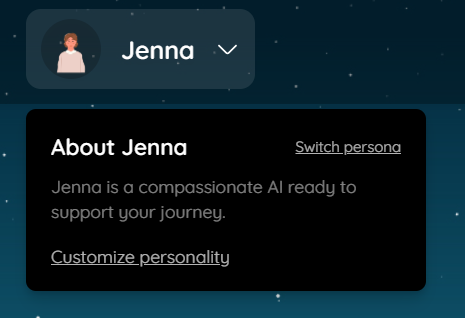 Jenna
About Jenna
Switch persona
Jenna is a compassionate AI ready to
support your journey.
Customize personality